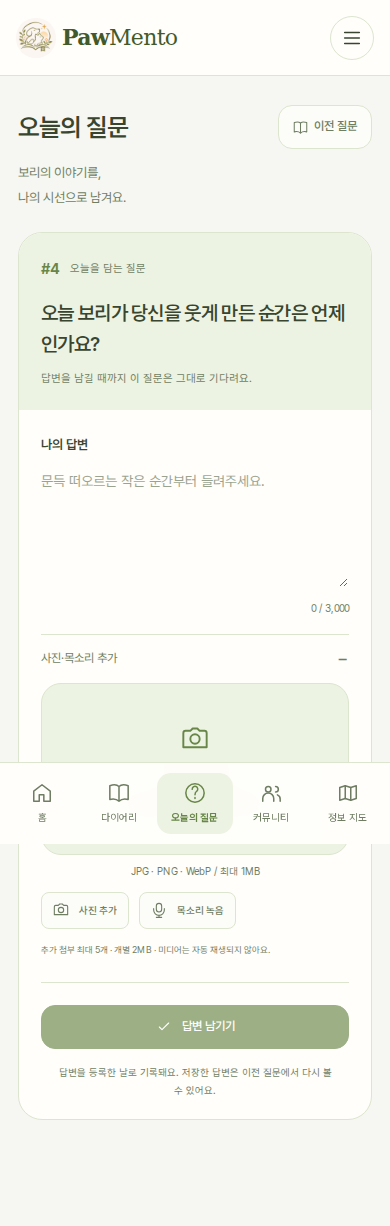 PawMento
오늘의 질문
이전 질문
보리의 이야기를,
나의 시선으로 남겨요.
#4 오늘을 담는 질문
오늘 보리가 당신을 웃게 만든 순간은 언제
인가요?
답변을 남길 때까지 이 질문은 그대로 기다려요.
나의 답변
문득 떠오르는 작은 순간부터 들려주세요.
0 / 3,000
사진·목소리 추가
홈
다이어리
오늘의 질문
커뮤니티
정보 지도
JPG · PNG · WebP / 최대 1MB
사진 추가
목소리 녹음
추가 첨부 최대 5개 · 개별 2MB · 미디어는 자동 재생되지 않아요.
답변 남기기
답변을 등록한 날로 기록돼요. 저장한 답변은 이전 질문에서 다시 볼
수 있어요.